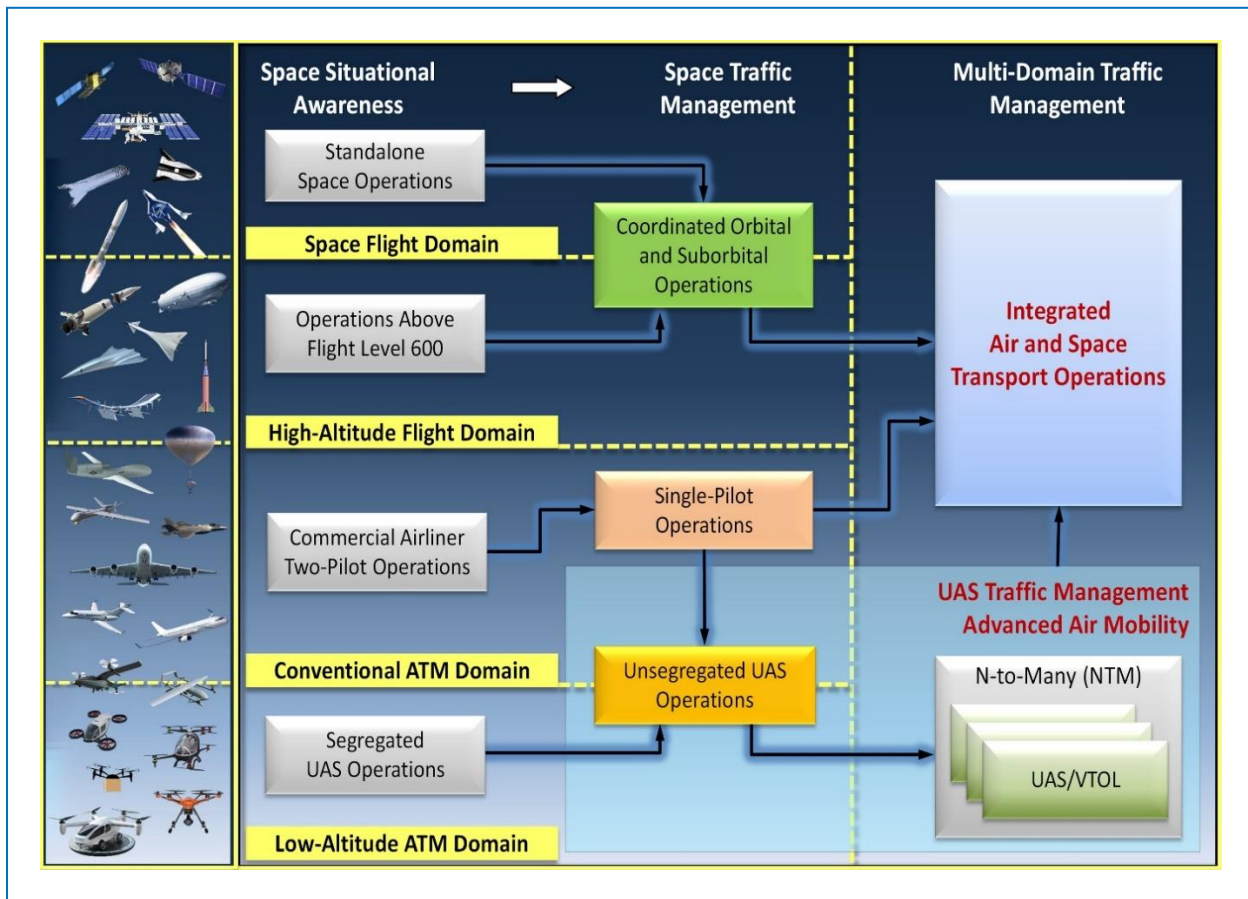 Space Situational
Awareness
Space Traffic
Management
Multi-Domain Traffic
Management
Standalone
Space Operations
Space Flight Domain
Coordinated Orbital
and Suborbital
Operations
Operations Above
Flight Level 600
High-Altitude Flight Domain
Integrated
Air and Space
Transport Operations
Commercial Airliner
Two-Pilot Operations
Single-Pilot
Operations
Conventional ATM Domain
UAS Traffic Management
Advanced Air Mobility
Unsegregated UAS
Operations
Segregated
UAS Operations
N-to-Many (NTM)
UAS/VTOL
Low-Altitude ATM Domain